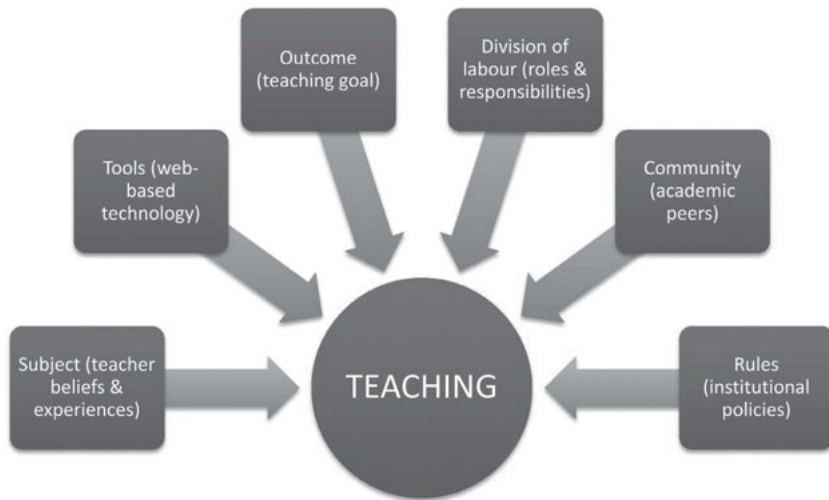 Outcome
(teaching goal)
Division of
labour (roles &
responsibilities)
Tools (web-
based
technology)
Community
(academic
peers)
Subject (teacher
beliefs &
experiences)
TEACHING
Rules
(institutional
policies)